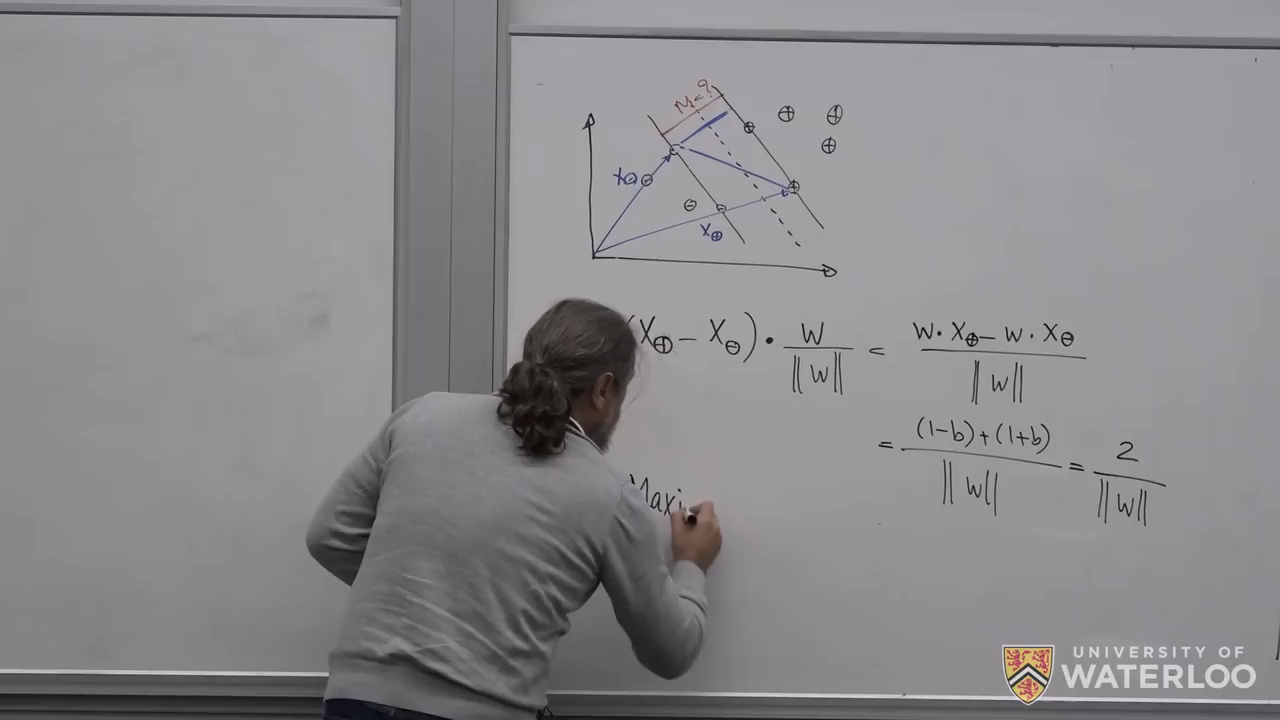 M=?
X⊖
X⊕
(X⊕ − X⊖) • W / ||W|| = W • X⊕ − W • X⊖ / ||W||
= (1−b)+(1+b) / ||W|| = 2 / ||W||
Maxi
UNIVERSITY OF
WATERLOO